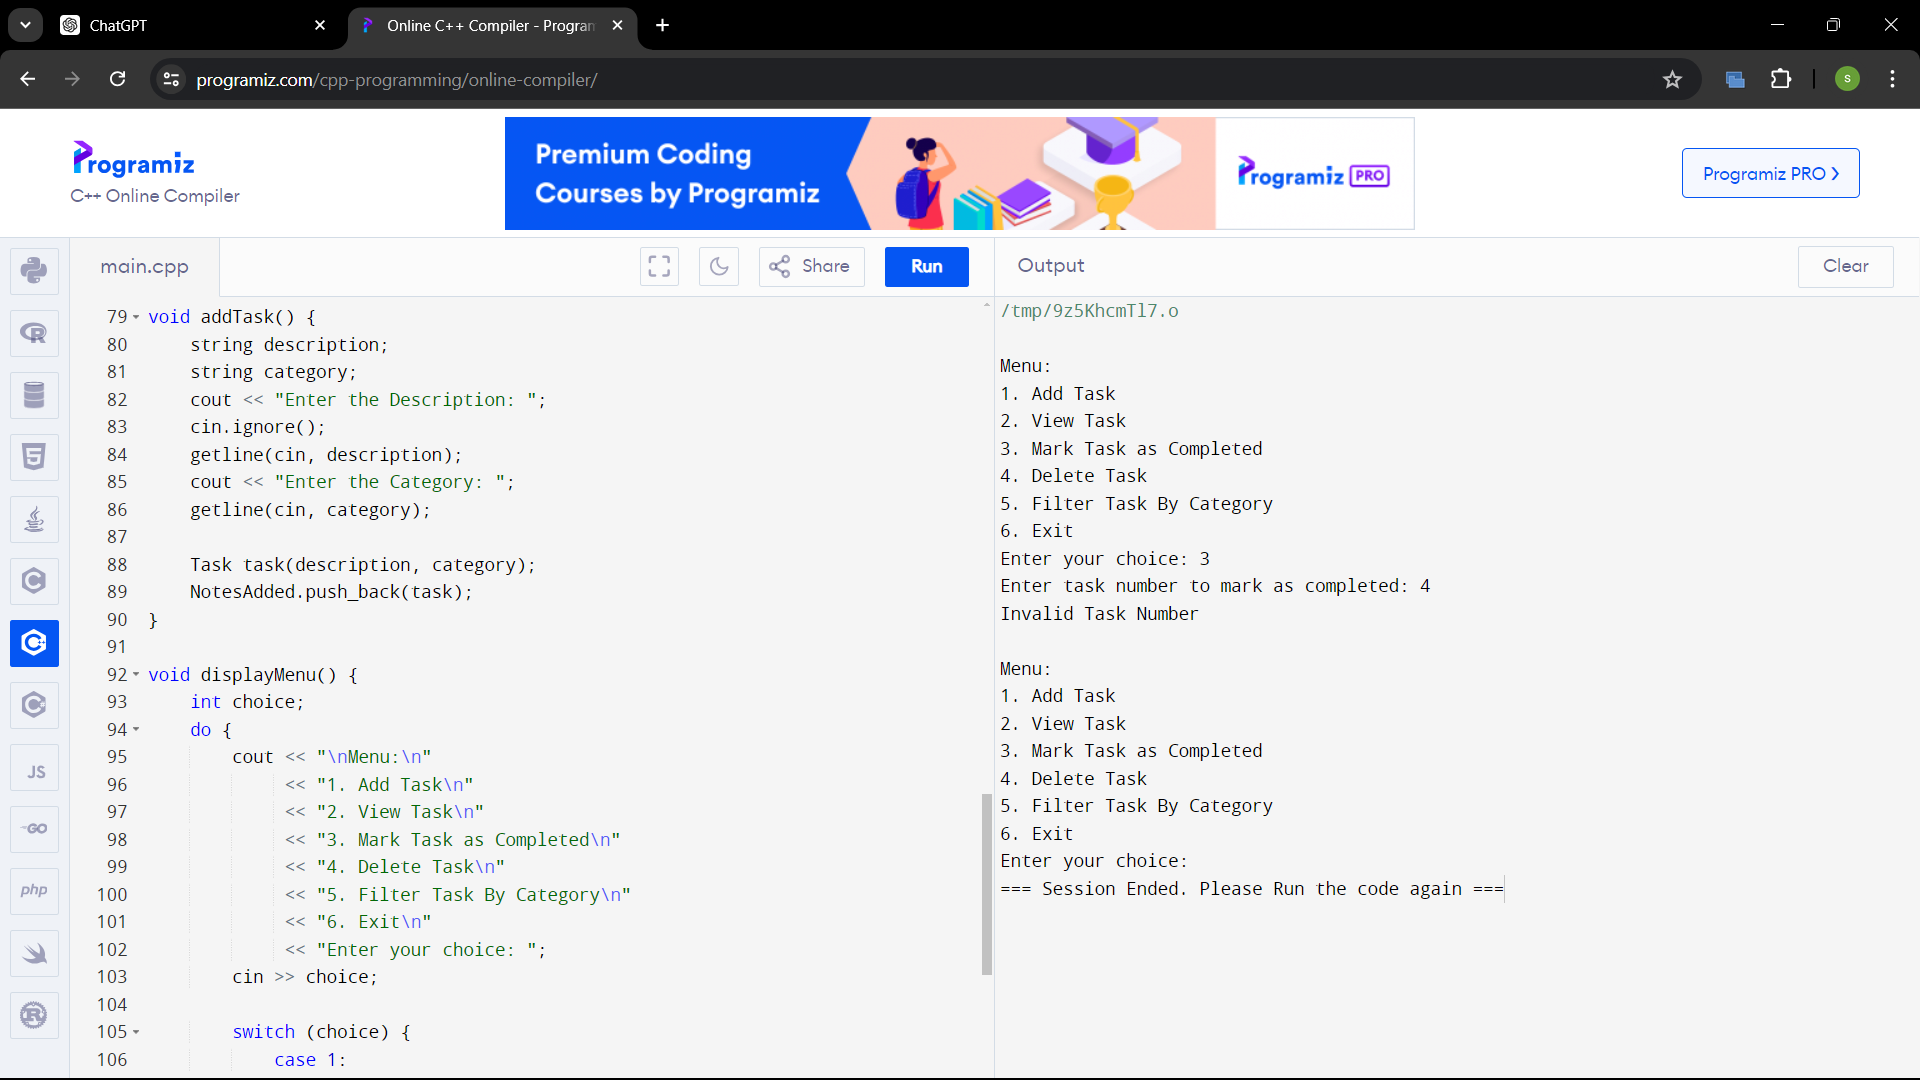 ChatGPT
Online C++ Compiler - Program
programiz.com/cpp-programming/online-compiler/
S
Programiz
C++ Online Compiler
Premium Coding
Courses by Programiz
Programiz PRO
Programiz PRO ›
main.cpp
Share
Run
Output
Clear
79 void addTask() {
80 string description;
81 string category;
82 cout << "Enter the Description: ";
83 cin.ignore();
84 getline(cin, description);
85 cout << "Enter the Category: ";
86 getline(cin, category);
87
88 Task task(description, category);
89 NotesAdded.push_back(task);
90 }
91
92 void displayMenu() {
93 int choice;
94 do {
95 cout << "\nMenu:\n"
96 << "1. Add Task\n"
97 << "2. View Task\n"
98 << "3. Mark Task as Completed\n"
99 << "4. Delete Task\n"
100 << "5. Filter Task By Category\n"
101 << "6. Exit\n"
102 << "Enter your choice: ";
103 cin >> choice;
104
105 switch (choice) {
106 case 1:
/tmp/9z5KhcmTl7.o
Menu:
1. Add Task
2. View Task
3. Mark Task as Completed
4. Delete Task
5. Filter Task By Category
6. Exit
Enter your choice: 3
Enter task number to mark as completed: 4
Invalid Task Number
Menu:
1. Add Task
2. View Task
3. Mark Task as Completed
4. Delete Task
5. Filter Task By Category
6. Exit
Enter your choice:
=== Session Ended. Please Run the code again ===
R
5
C
C++
C#
JS
GO
php
R